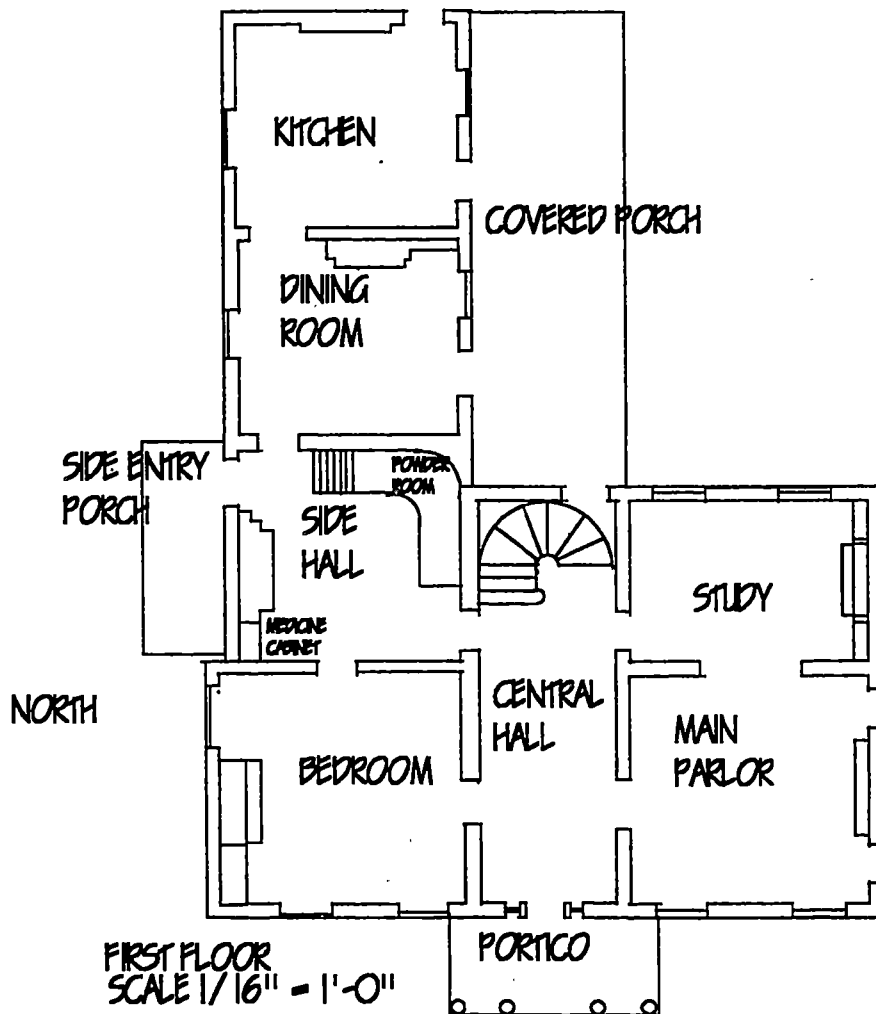 KITCHEN
COVERED PORCH
DINING
ROOM
SIDE ENTRY
PORCH
POWDER
ROOM
SIDE
HALL
STUDY
MEDICINE
CABINET
NORTH
CENTRAL
HALL
MAIN
PARLOR
BEDROOM
PORTICO
FIRST FLOOR
SCALE 1/16" = 1'-0"